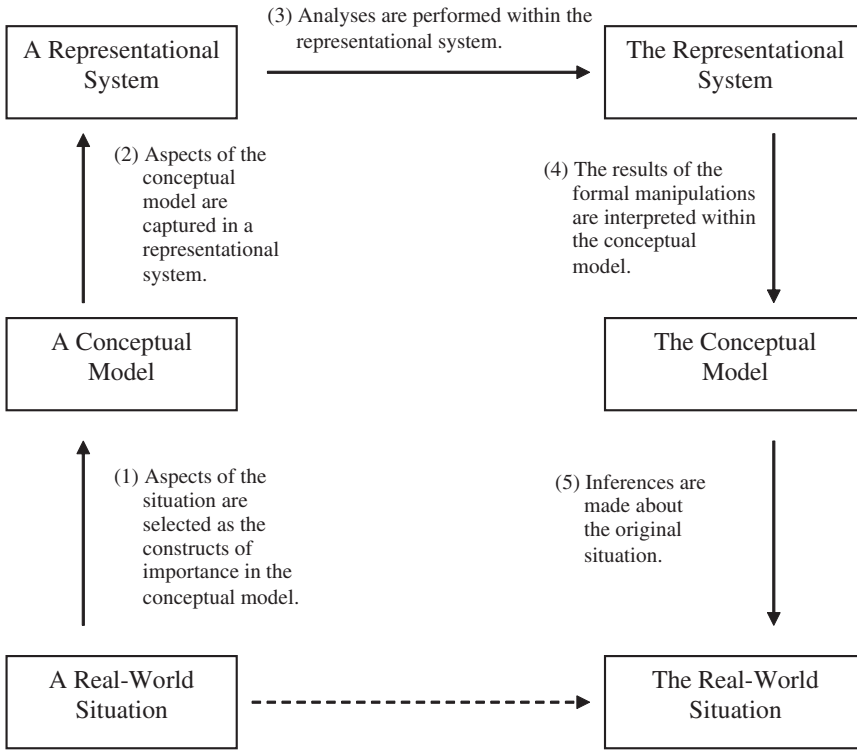 (3) Analyses are performed within the
representational system.
A Representational
System
The Representational
System
(2) Aspects of the
conceptual
model are
captured in a
representational
system.
(4) The results of the
formal manipulations
are interpreted within
the conceptual
model.
A Conceptual
Model
The Conceptual
Model
(1) Aspects of the
situation are
selected as the
constructs of
importance in the
conceptual model.
(5) Inferences are
made about
the original
situation.
A Real-World
Situation
The Real-World
Situation